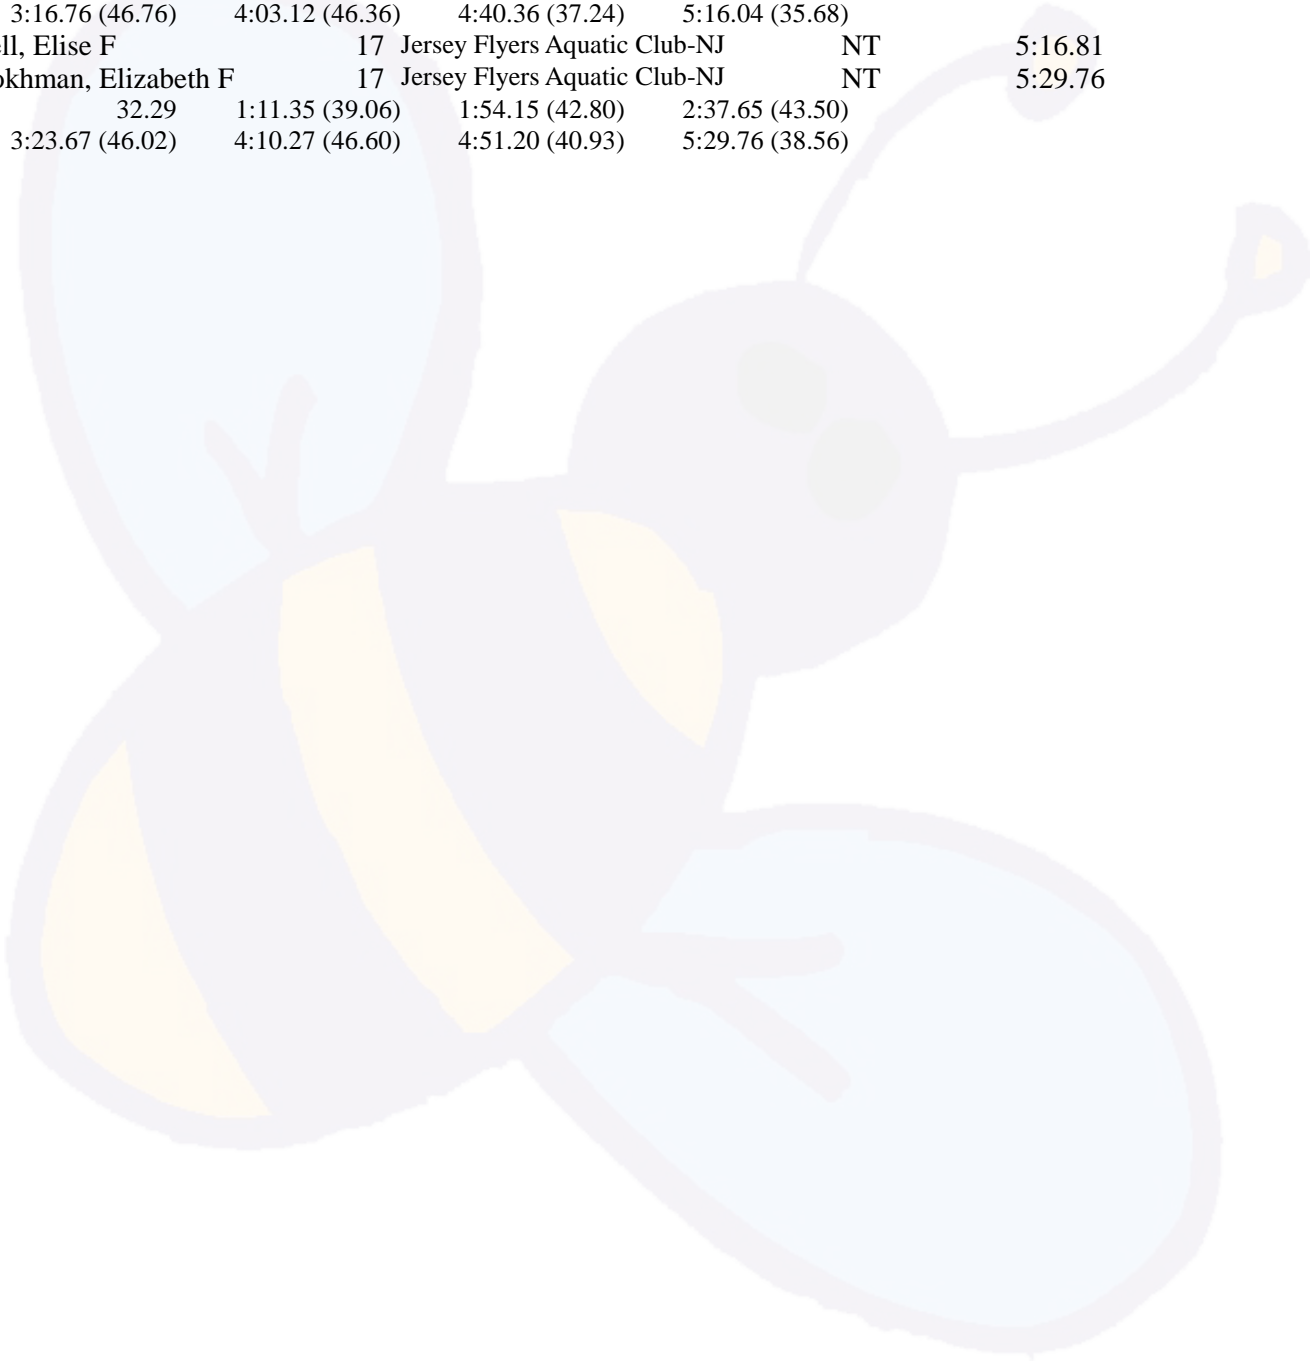 3:16.76 (46.76) 4:03.12 (46.36) 4:40.36 (37.24) 5:16.04 (35.68)
ell, Elise F 17 Jersey Flyers Aquatic Club-NJ NT 5:16.81
okhman, Elizabeth F 17 Jersey Flyers Aquatic Club-NJ NT 5:29.76
32.29 1:11.35 (39.06) 1:54.15 (42.80) 2:37.65 (43.50)
3:23.67 (46.02) 4:10.27 (46.60) 4:51.20 (40.93) 5:29.76 (38.56)